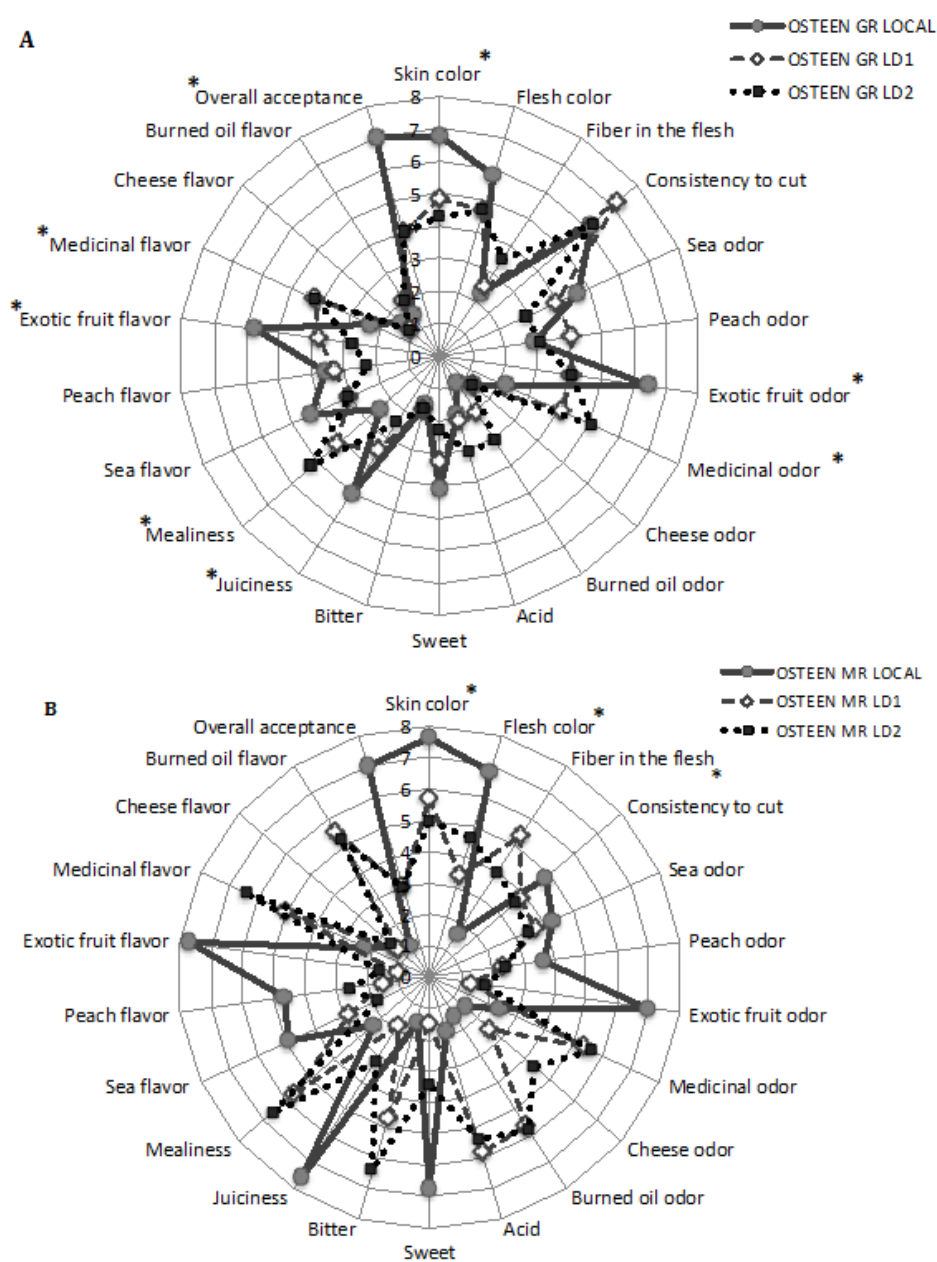 A
OSTEEN GR LOCAL
OSTEEN GR LD1
OSTEEN GR LD2
Skin color*
*Overall acceptance
Flesh color
Burned oil flavor
Fiber in the flesh
Cheese flavor
Consistency to cut
*Medicinal flavor
Sea odor
*Exotic fruit flavor
Peach odor
Peach flavor
Exotic fruit odor*
Sea flavor
Medicinal odor *
*Mealiness
Cheese odor
*Juiciness
Burned oil odor
Bitter
Acid
Sweet
8
7
6
5
4
3
2
1
0
B
OSTEEN MR LOCAL
OSTEEN MR LD1
OSTEEN MR LD2
Skin color*
Overall acceptance
Flesh color*
Burned oil flavor
Fiber in the flesh*
Cheese flavor
Consistency to cut
Medicinal flavor
Sea odor
Exotic fruit flavor
Peach odor
Peach flavor
Exotic fruit odor
Sea flavor
Medicinal odor
Mealiness
Cheese odor
Juiciness
Burned oil odor
Bitter
Acid
Sweet
8
7
6
5
4
3
2
1
0